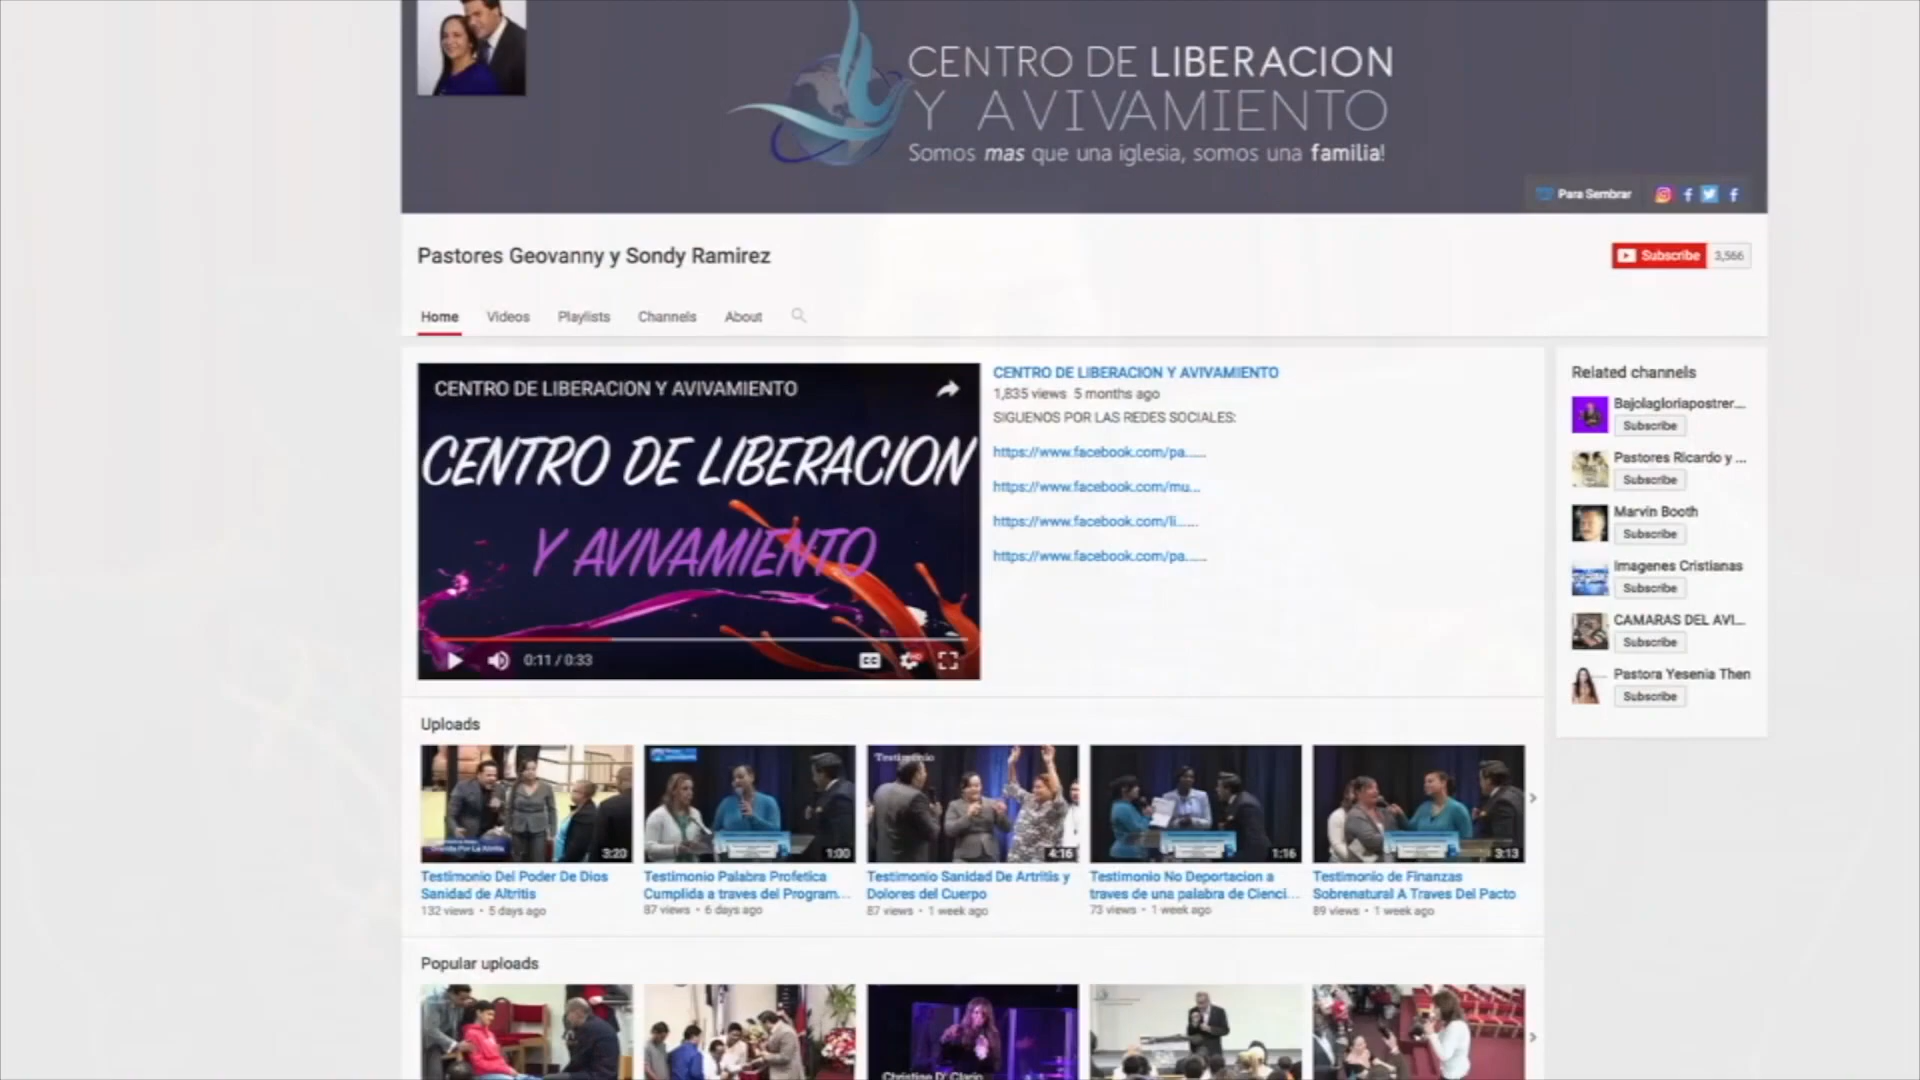 CENTRO DE LIBERACION
Y AVIVAMIENTO
Somos mas que una iglesia, somos una familia!
Para Sembrar
Pastores Geovanny y Sondy Ramirez
Subscribe 3,566
Home Videos Playlists Channels About
CENTRO DE LIBERACION Y AVIVAMIENTO
CENTRO DE LIBERACION
Y AVIVAMIENTO
0:11 / 0:33
CENTRO DE LIBERACION Y AVIVAMIENTO
1,835 views 5 months ago
SIGUENOS POR LAS REDES SOCIALES:
https://www.facebook.com/pa......
https://www.facebook.com/mu...
https://www.facebook.com/li......
https://www.facebook.com/pa......
Related channels
Bajolagloriapostrer...
Subscribe
Pastores Ricardo y ...
Subscribe
Marvin Booth
Subscribe
Imagenes Cristianas
Subscribe
CAMARAS DEL AVI...
Subscribe
Pastora Yesenia Then
Subscribe
Uploads
Testimonio
3:20 1:00 4:16 1:16 3:13
Testimonio Del Poder De Dios
Sanidad de Altritis
132 views • 5 days ago
Testimonio Palabra Profetica
Cumplida a traves del Program...
87 views • 6 days ago
Testimonio Sanidad De Artritis y
Dolores del Cuerpo
87 views • 1 week ago
Testimonio No Deportacion a
traves de una palabra de Cienci...
73 views • 1 week ago
Testimonio de Finanzas
Sobrenatural A Traves Del Pacto
89 views • 1 week ago
Popular uploads
Christine D' Clario